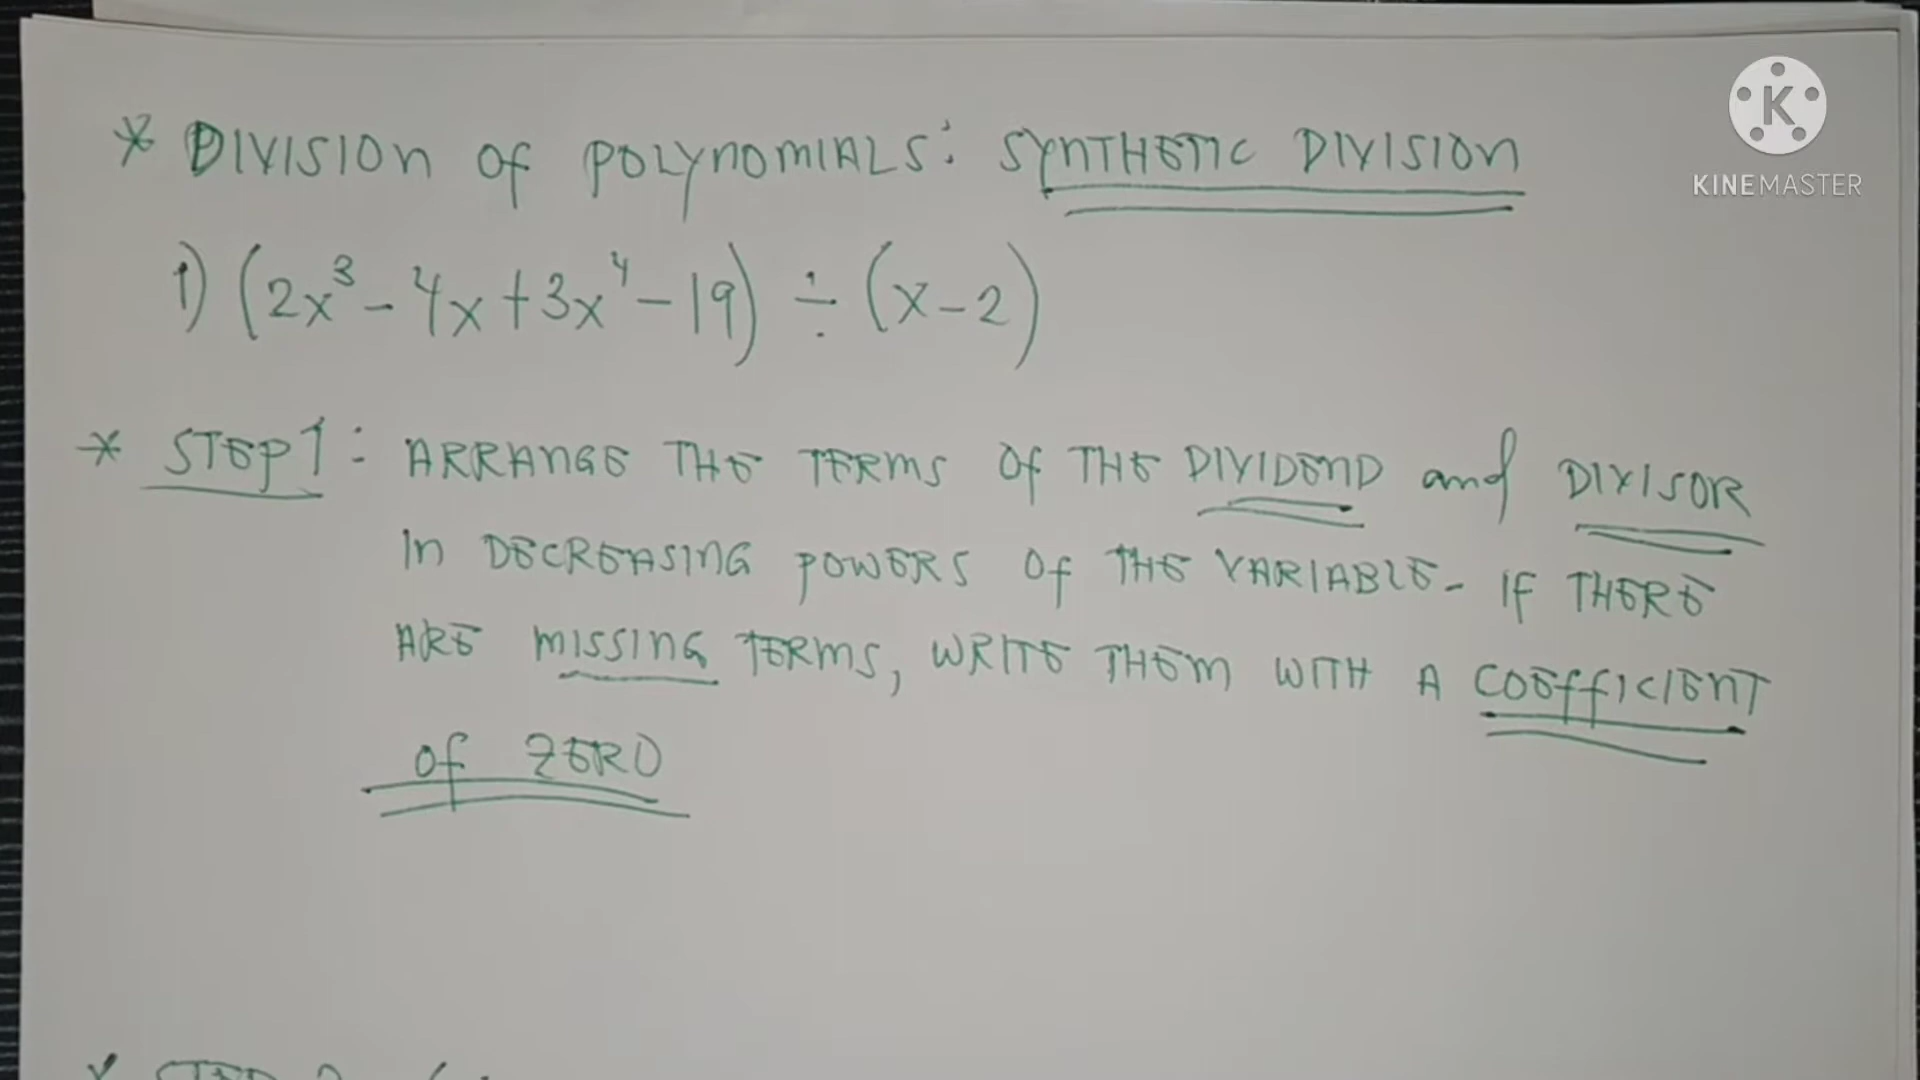 * DIVISION OF POLYNOMIALS: SYNTHETIC DIVISION
K
KINEMASTER
1) (2x³ - 4x + 3x⁴ - 19) ÷ (x - 2)
* STEP 1: ARRANGE THE TERMS OF THE DIVIDEND and DIVISOR
IN DECREASING POWERS OF THE VARIABLE. IF THERE
ARE MISSING TERMS, WRITE THEM WITH A COEFFICIENT
OF ZERO